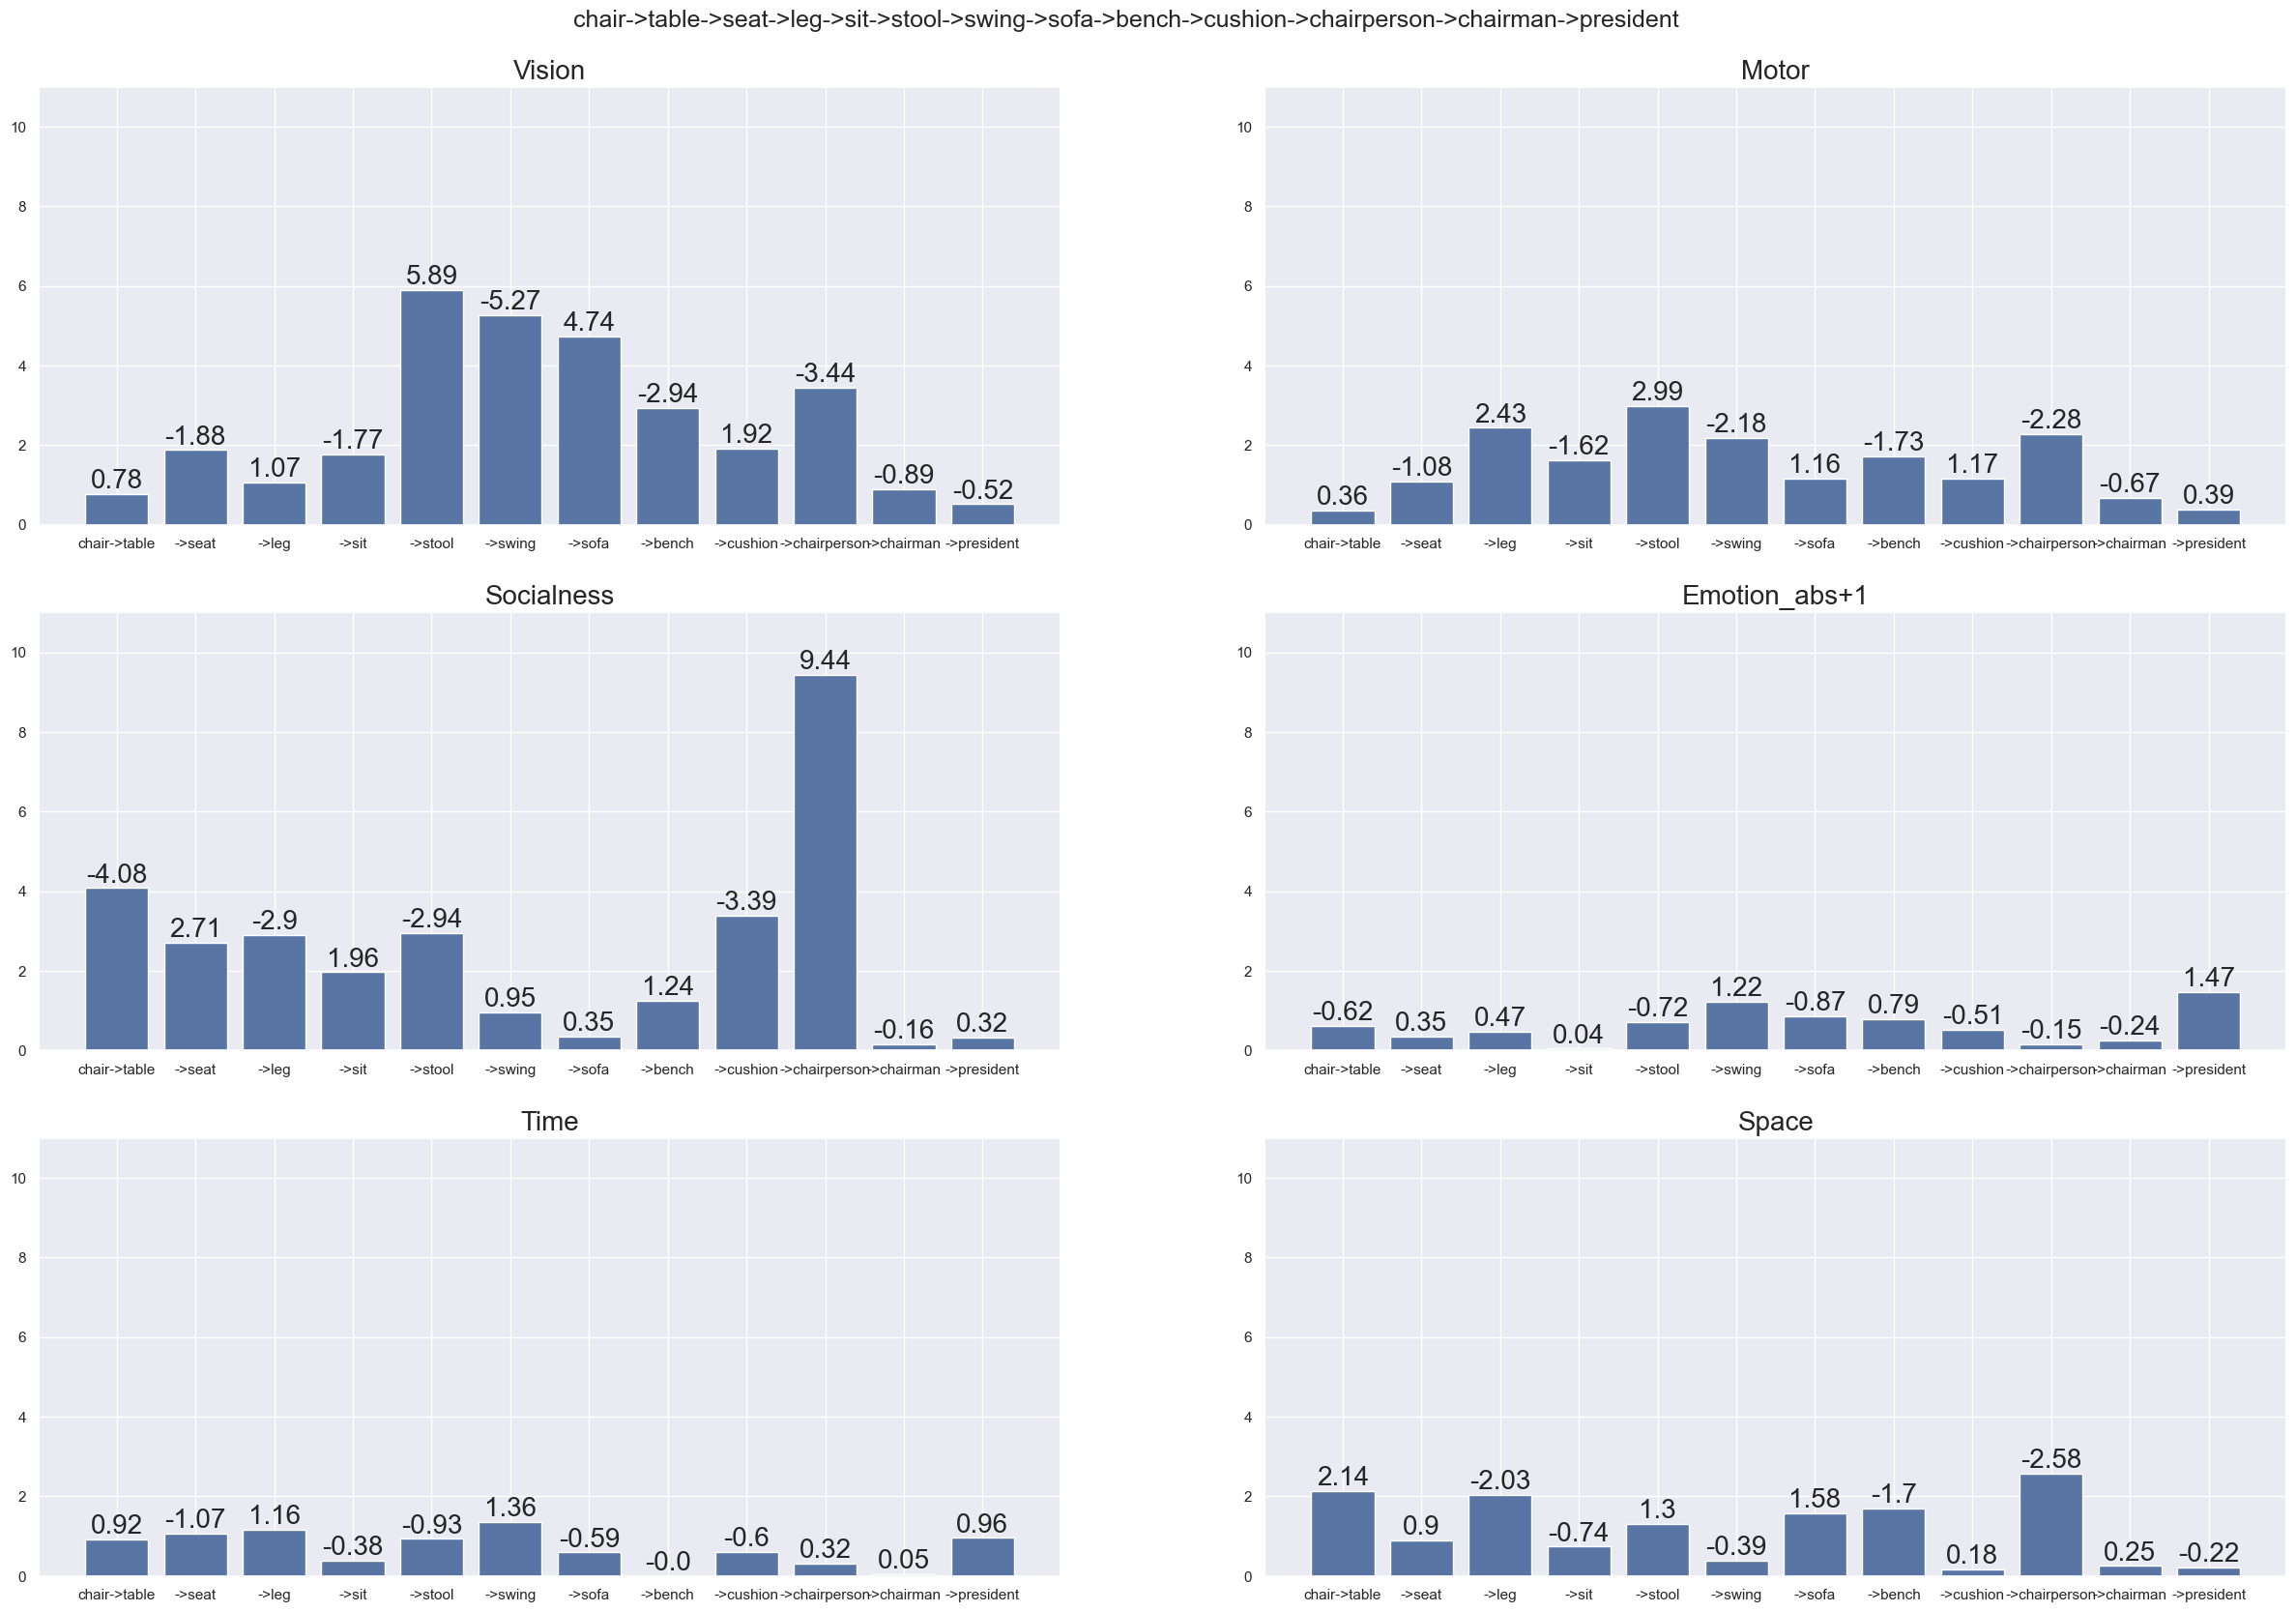 chair->table->seat->leg->sit->stool->swing->sofa->bench->cushion->chairperson->chairman->president
Vision
10
8
6
4
2
0
0.78 -1.88 1.07 -1.77 5.89 -5.27 4.74 -2.94 1.92 -3.44 -0.89 -0.52
chair->table ->seat ->leg ->sit ->stool ->swing ->sofa ->bench ->cushion ->chairperson ->chairman ->president
Motor
10
8
6
4
2
0
0.36 -1.08 2.43 -1.62 2.99 -2.18 1.16 -1.73 1.17 -2.28 -0.67 0.39
chair->table ->seat ->leg ->sit ->stool ->swing ->sofa ->bench ->cushion ->chairperson ->chairman ->president
Socialness
10
8
6
4
2
0
-4.08 2.71 -2.9 1.96 -2.94 0.95 0.35 1.24 -3.39 9.44 -0.16 0.32
chair->table ->seat ->leg ->sit ->stool ->swing ->sofa ->bench ->cushion ->chairperson ->chairman ->president
Emotion_abs+1
10
8
6
4
2
0
-0.62 0.35 0.47 0.04 -0.72 1.22 -0.87 0.79 -0.51 -0.15 -0.24 1.47
chair->table ->seat ->leg ->sit ->stool ->swing ->sofa ->bench ->cushion ->chairperson ->chairman ->president
Time
10
8
6
4
2
0
0.92 -1.07 1.16 -0.38 -0.93 1.36 -0.59 -0.0 -0.6 0.32 0.05 0.96
chair->table ->seat ->leg ->sit ->stool ->swing ->sofa ->bench ->cushion ->chairperson ->chairman ->president
Space
10
8
6
4
2
0
2.14 0.9 -2.03 -0.74 1.3 -0.39 1.58 -1.7 0.18 -2.58 0.25 -0.22
chair->table ->seat ->leg ->sit ->stool ->swing ->sofa ->bench ->cushion ->chairperson ->chairman ->president